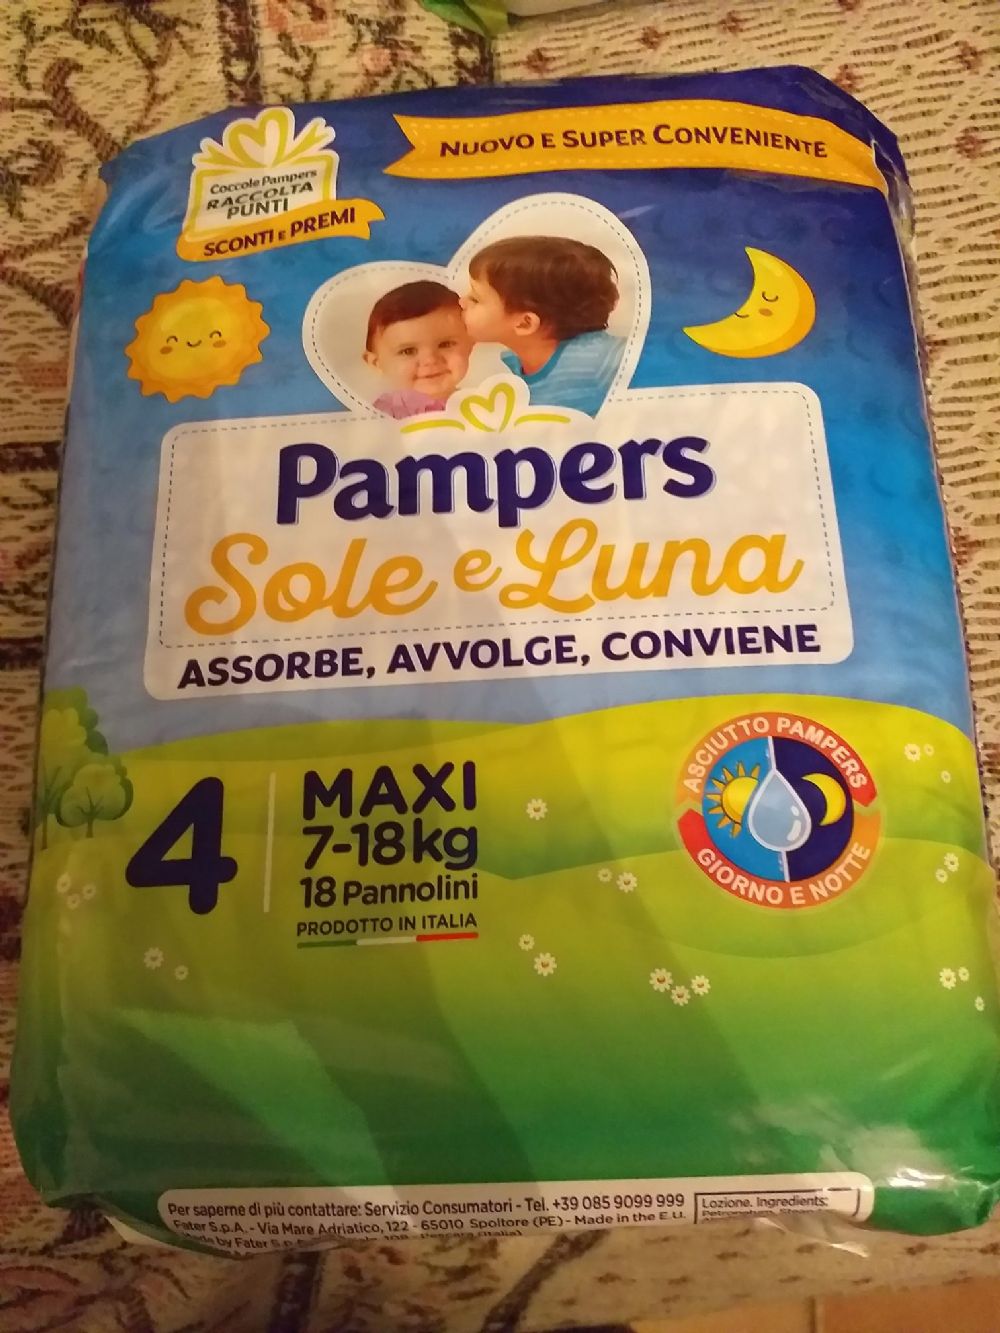 Coccole Pampers
RACCOLTA
PUNTI
SCONTI E PREMI
NUOVO E SUPER CONVENIENTE
Pampers
Sole e Luna
ASSORBE, AVVOLGE, CONVIENE
4
MAXI
7-18kg
18 Pannolini
PRODOTTO IN ITALIA
ASCIUTTO PAMPERS
GIORNO E NOTTE
Per saperne di più contattare: Servizio Consumatori - Tel. +39 085 9099 999
Fater S.p.A. - Via Mare Adriatico, 122 - 65010 Spoltore (PE) - Made in the E.U.
by Fater S.p.
Lozione. Ingredients: